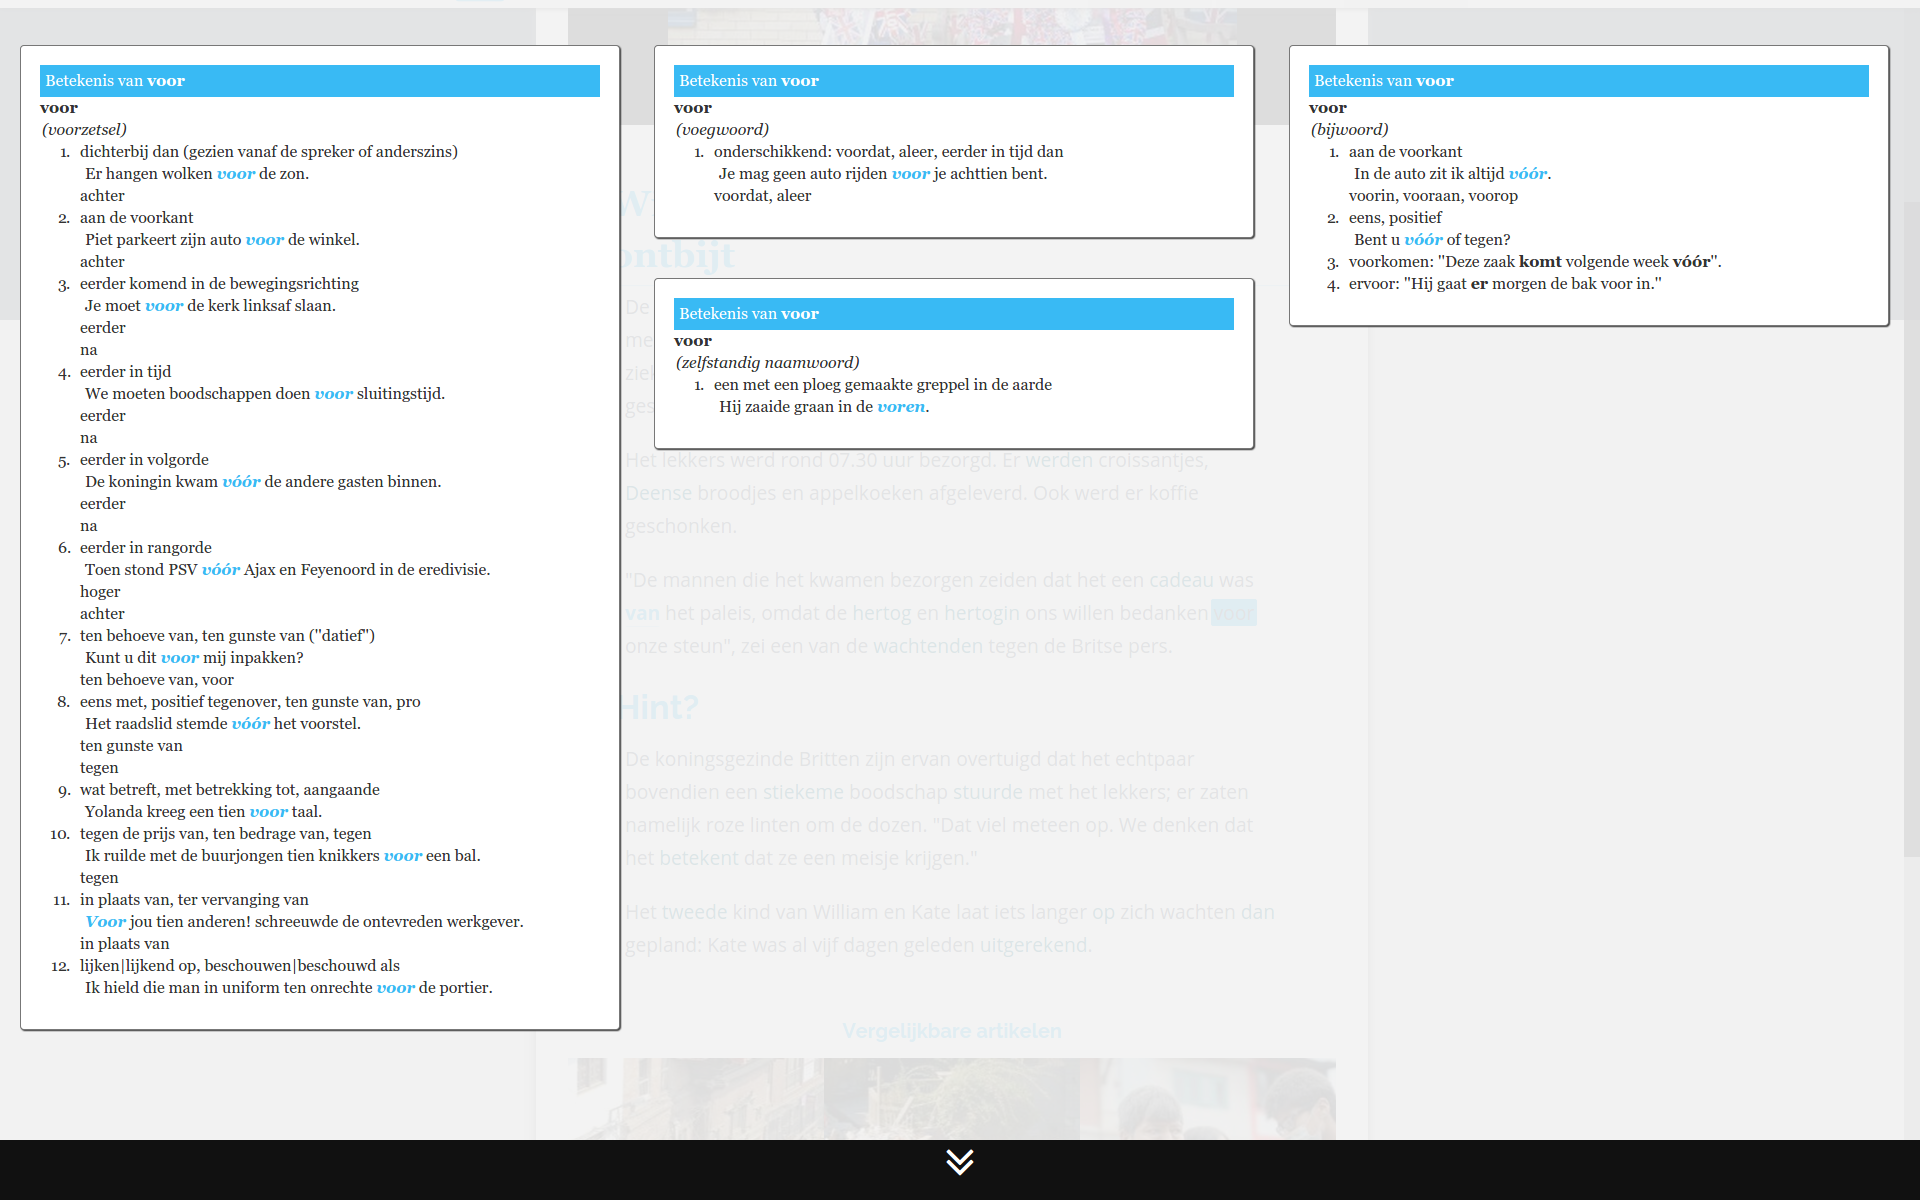 Betekenis van voor
voor
(voorzetsel)
1. dichterbij dan (gezien vanaf de spreker of anderszins)
Er hangen wolken voor de zon.
achter
2. aan de voorkant
Piet parkeert zijn auto voor de winkel.
achter
3. eerder komend in de bewegingsrichting
Je moet voor de kerk linksaf slaan.
eerder
na
4. eerder in tijd
We moeten boodschappen doen voor sluitingstijd.
eerder
na
5. eerder in volgorde
De koningin kwam vóór de andere gasten binnen.
eerder
na
6. eerder in rangorde
Toen stond PSV vóór Ajax en Feyenoord in de eredivisie.
hoger
achter
7. ten behoeve van, ten gunste van ("datief")
Kunt u dit voor mij inpakken?
ten behoeve van, voor
8. eens met, positief tegenover, ten gunste van, pro
Het raadslid stemde vóór het voorstel.
ten gunste van
tegen
9. wat betreft, met betrekking tot, aangaande
Yolanda kreeg een tien voor taal.
10. tegen de prijs van, ten bedrage van, tegen
Ik ruilde met de buurjongen tien knikkers voor een bal.
tegen
11. in plaats van, ter vervanging van
Voor jou tien anderen! schreeuwde de ontevreden werkgever.
in plaats van
12. lijken|lijkend op, beschouwen|beschouwd als
Ik hield die man in uniform ten onrechte voor de portier.
Betekenis van voor
voor
(voegwoord)
1. onderschikkend: voordat, aleer, eerder in tijd dan
Je mag geen auto rijden voor je achttien bent.
voordat, aleer
Betekenis van voor
voor
(zelfstandig naamwoord)
1. een met een ploeg gemaakte greppel in de aarde
Hij zaaide graan in de voren.
Betekenis van voor
voor
(bijwoord)
1. aan de voorkant
In de auto zit ik altijd vóór.
voorin, vooraan, voorop
2. eens, positief
Bent u vóór of tegen?
3. voorkomen: "Deze zaak komt volgende week vóór".
4. ervoor: "Hij gaat er morgen de bak voor in."
ontbijt
De
Het lekkers werd rond 07.30 uur bezorgd. Er werden croissantjes,
Deense broodjes en appelkoeken afgeleverd. Ook werd er koffie
geschonken.
"De mannen die het kwamen bezorgen zeiden dat het een cadeau was
van het paleis, omdat de hertog en hertogin ons willen bedanken voor
onze steun", zei een van de wachtenden tegen de Britse pers.
Hint?
De koningsgezinde Britten zijn ervan overtuigd dat het echtpaar
bovendien een stiekeme boodschap stuurde met het lekkers; er zaten
namelijk roze linten om de dozen. "Dat viel meteen op. We denken dat
het betekent dat ze een meisje krijgen."
Het tweede kind van William en Kate laat iets langer op zich wachten dan
gepland: Kate was al vijf dagen geleden uitgerekend.
Vergelijkbare artikelen